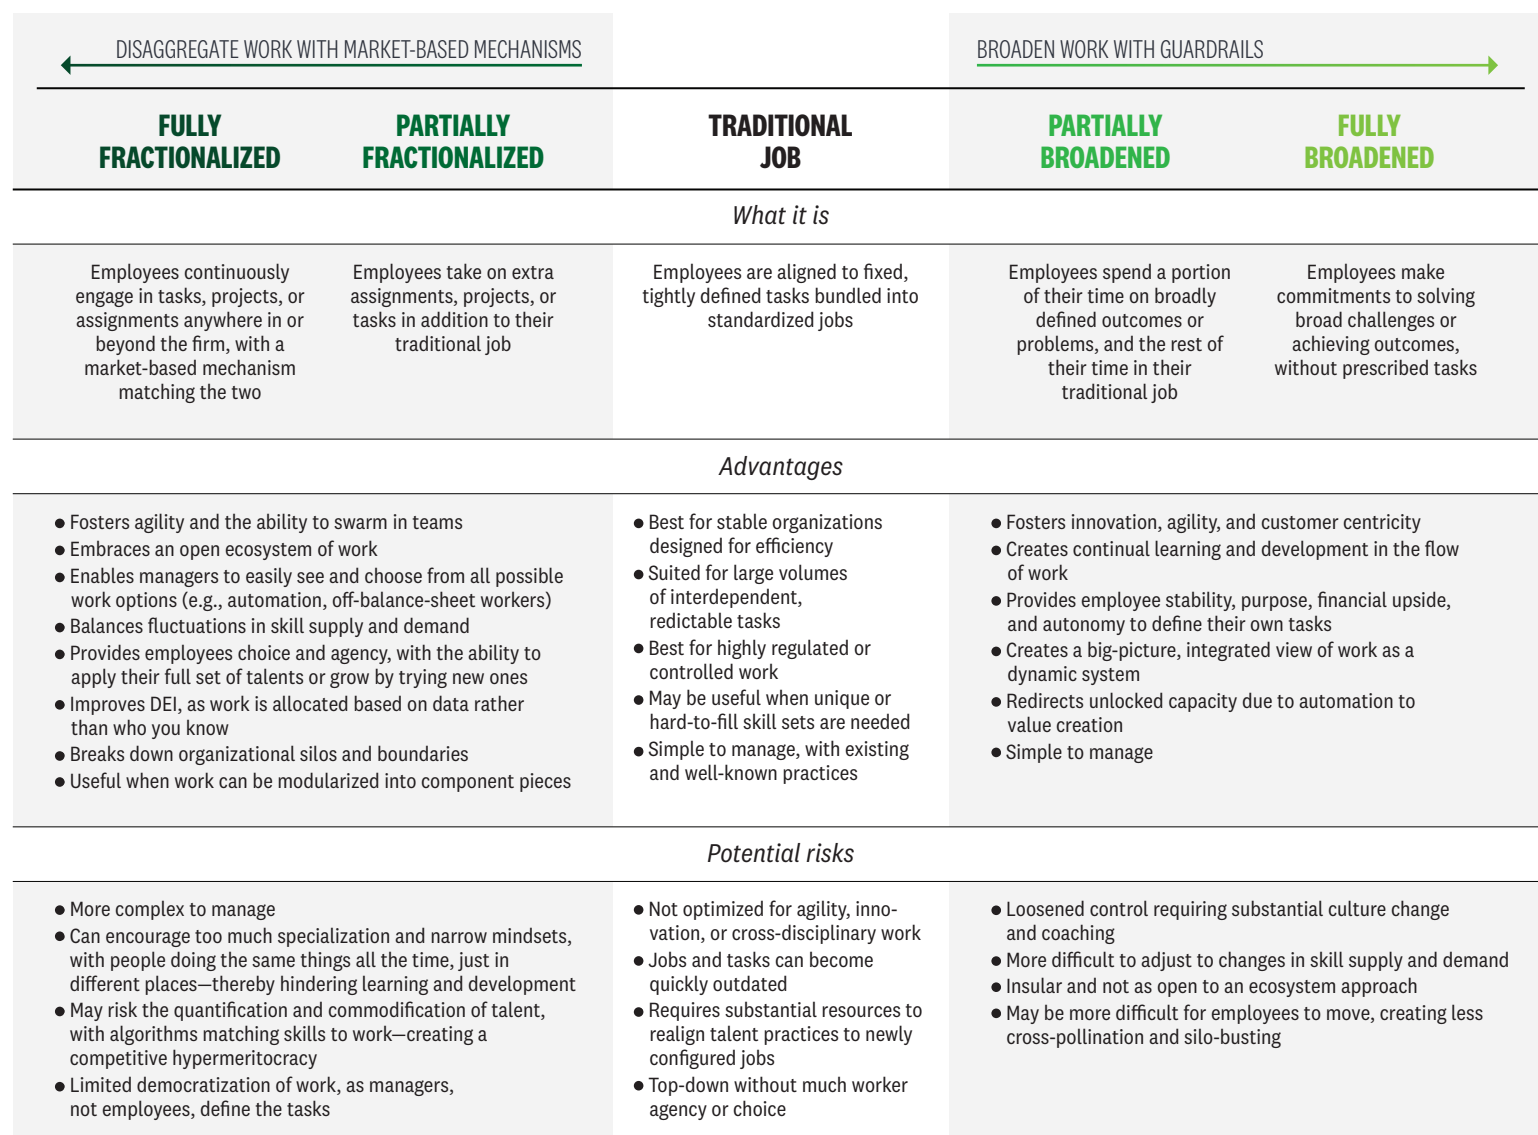 DISAGGREGATE WORK WITH MARKET-BASED MECHANISMS
BROADEN WORK WITH GUARDRAILS
FULLY
FRACTIONALIZED
PARTIALLY
FRACTIONALIZED
TRADITIONAL
JOB
PARTIALLY
BROADENED
FULLY
BROADENED
What it is
Employees continuously
engage in tasks, projects, or
assignments anywhere in or
beyond the firm, with a
market-based mechanism
matching the two
Employees take on extra
assignments, projects, or
tasks in addition to their
traditional job
Employees are aligned to fixed,
tightly defined tasks bundled into
standardized jobs
Employees spend a portion
of their time on broadly
defined outcomes or
problems, and the rest of
their time in their
traditional job
Employees make
commitments to solving
broad challenges or
achieving outcomes,
without prescribed tasks
Advantages
• Fosters agility and the ability to swarm in teams
• Embraces an open ecosystem of work
• Enables managers to easily see and choose from all possible
work options (e.g., automation, off-balance-sheet workers)
• Balances fluctuations in skill supply and demand
• Provides employees choice and agency, with the ability to
apply their full set of talents or grow by trying new ones
• Improves DEI, as work is allocated based on data rather
than who you know
• Breaks down organizational silos and boundaries
• Useful when work can be modularized into component pieces
• Best for stable organizations
designed for efficiency
• Suited for large volumes
of interdependent,
redictable tasks
• Best for highly regulated or
controlled work
• May be useful when unique or
hard-to-fill skill sets are needed
• Simple to manage, with existing
and well-known practices
• Fosters innovation, agility, and customer centricity
• Creates continual learning and development in the flow
of work
• Provides employee stability, purpose, financial upside,
and autonomy to define their own tasks
• Creates a big-picture, integrated view of work as a
dynamic system
• Redirects unlocked capacity due to automation to
value creation
• Simple to manage
Potential risks
• More complex to manage
• Can encourage too much specialization and narrow mindsets,
with people doing the same things all the time, just in
different places—thereby hindering learning and development
• May risk the quantification and commodification of talent,
with algorithms matching skills to work—creating a
competitive hypermeritocracy
• Limited democratization of work, as managers,
not employees, define the tasks
• Not optimized for agility, inno-
vation, or cross-disciplinary work
• Jobs and tasks can become
quickly outdated
• Requires substantial resources to
realign talent practices to newly
configured jobs
• Top-down without much worker
agency or choice
• Loosened control requiring substantial culture change
and coaching
• More difficult to adjust to changes in skill supply and demand
• Insular and not as open to an ecosystem approach
• May be more difficult for employees to move, creating less
cross-pollination and silo-busting